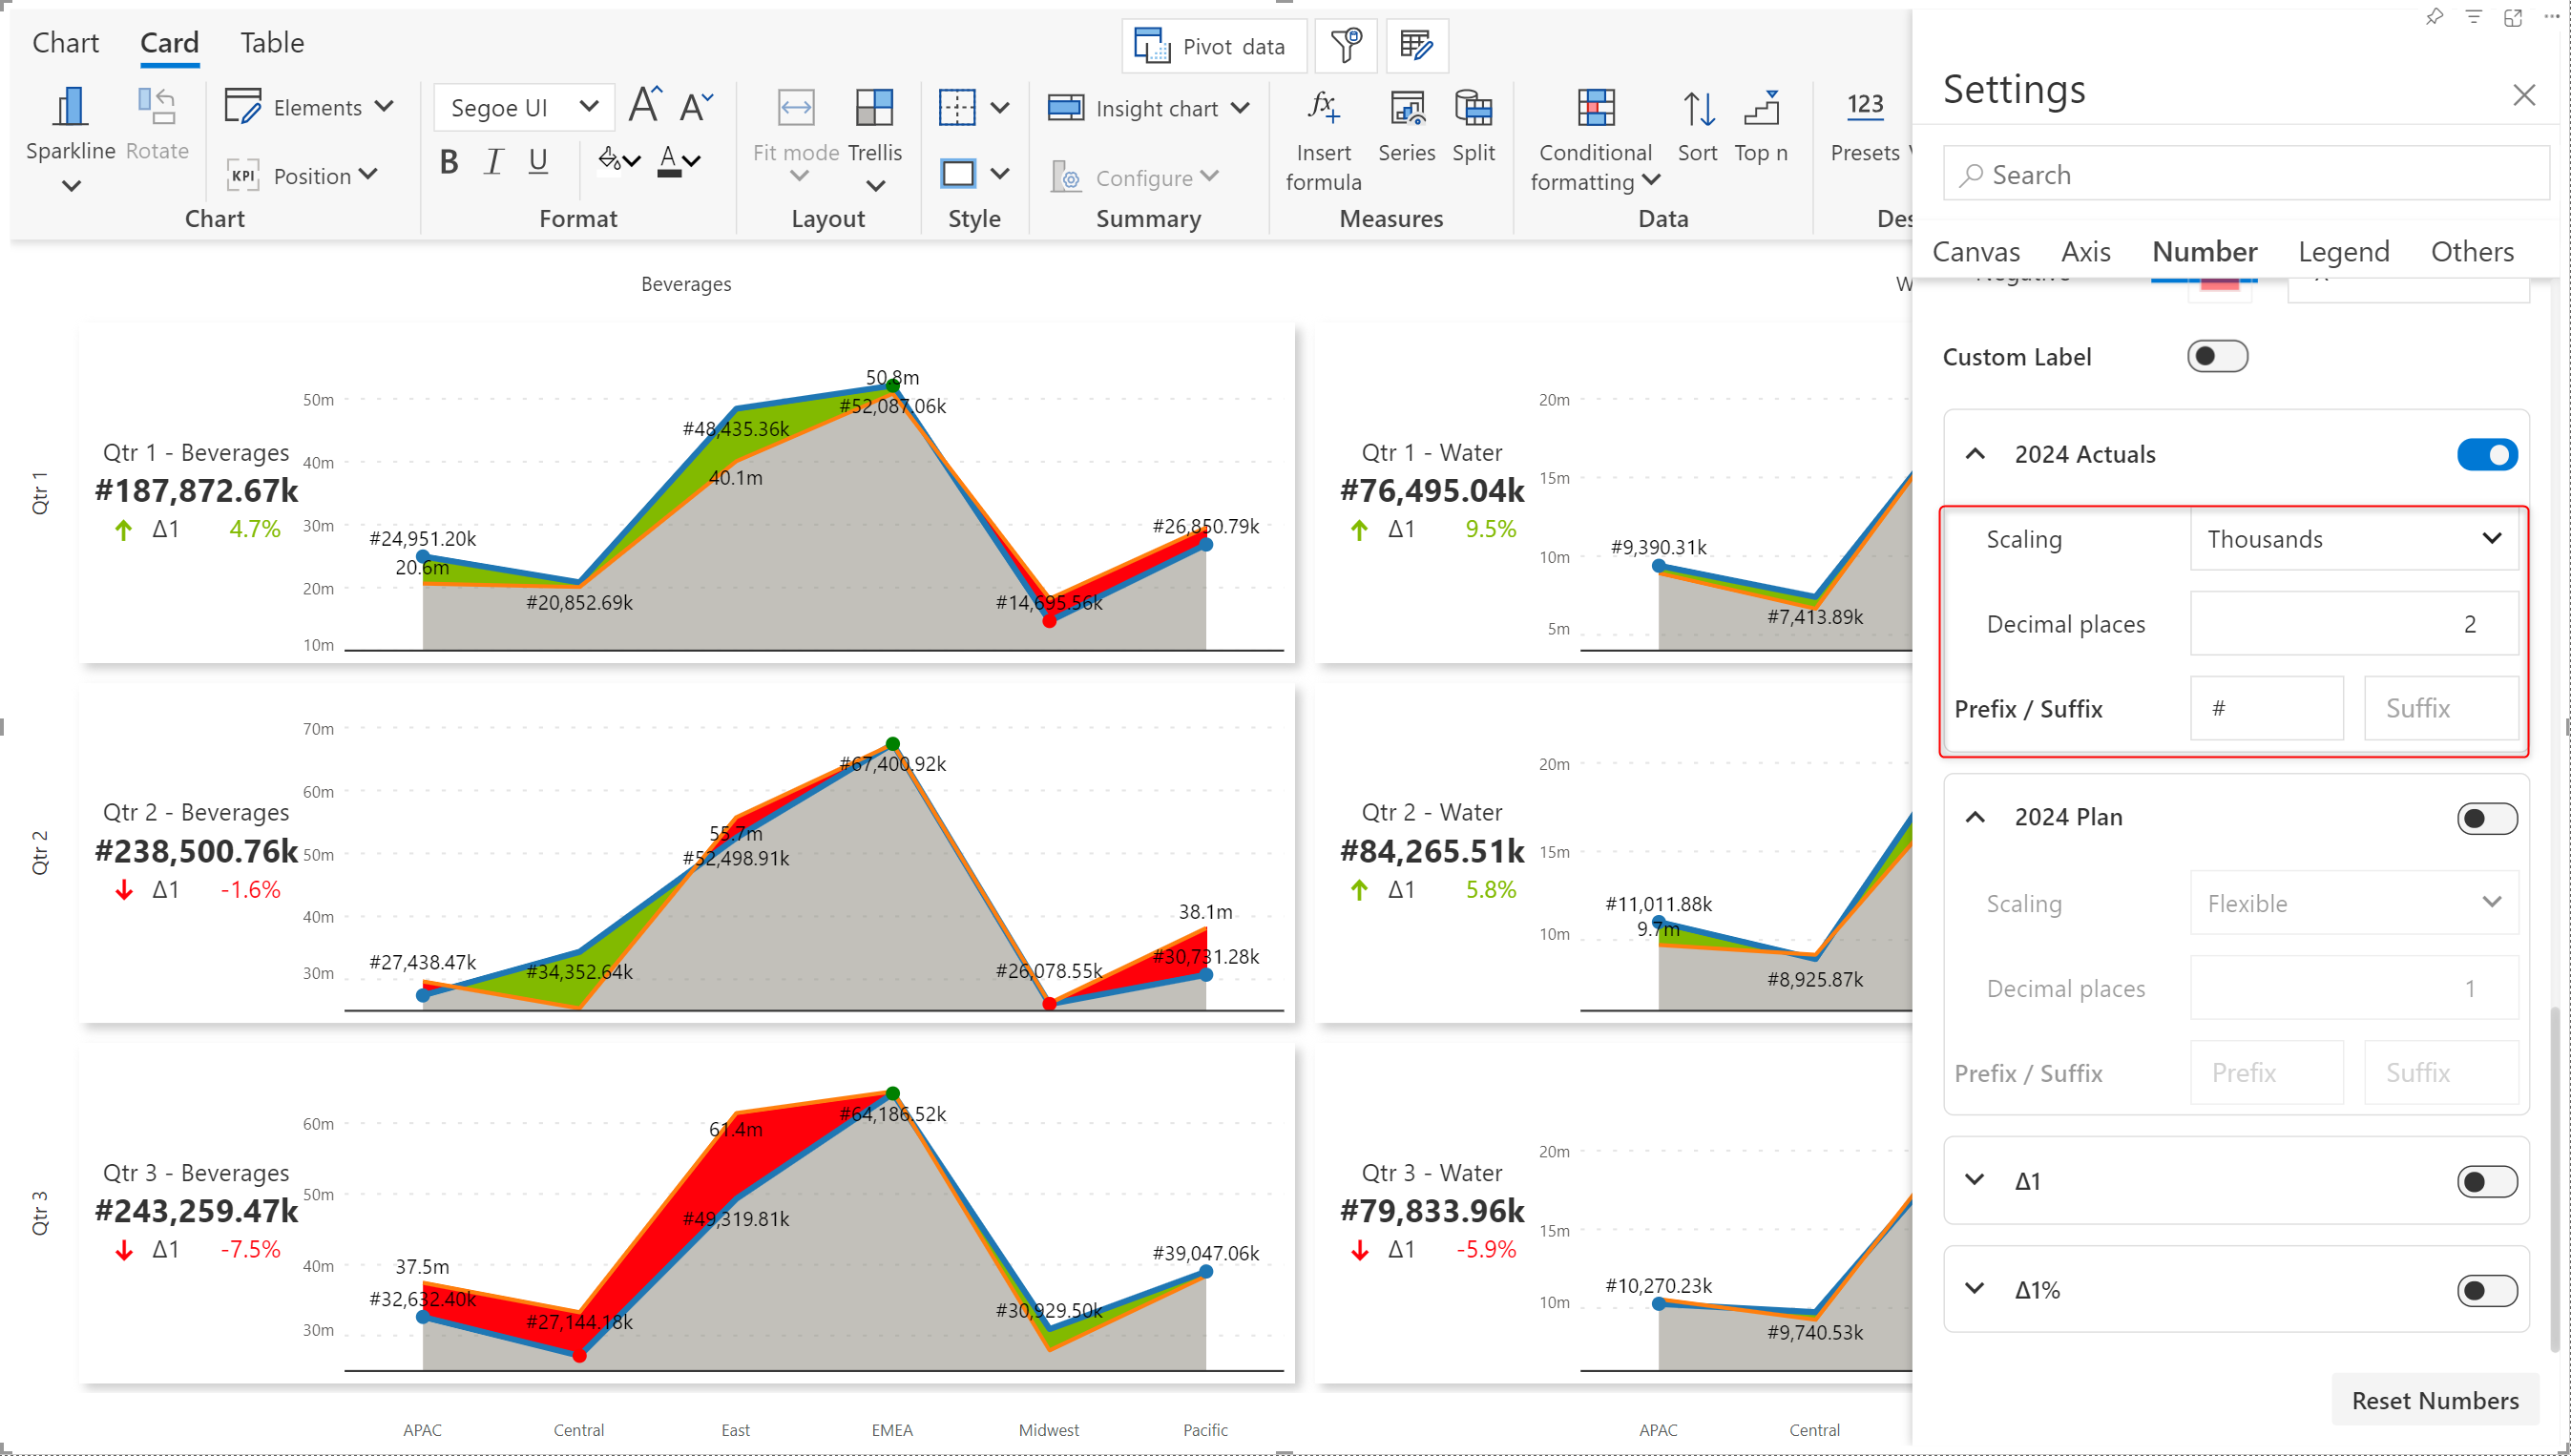 Chart
Card
Table
Pivot data
Settings
Sparkline
Rotate
Elements
KPI
Position
Chart
Segoe UI
B I U
Format
Fit mode
Trellis
Layout
Style
Insight chart
Configure
Summary
Insert
formula
Series
Split
Measures
Conditional
formatting
Sort
Top n
Data
123
Presets
Search
Canvas
Axis
Number
Legend
Others
Beverages
Qtr 1
Qtr 1 - Beverages
#187,872.67k
Δ1 4.7%
50m
40m
30m
20m
10m
#24,951.20k
20.6m
#20,852.69k
#48,435.36k
40.1m
50.8m
#52,087.06k
#14,695.56k
#26,850.79k
Qtr 1 - Water
#76,495.04k
Δ1 9.5%
20m
15m
10m
5m
#9,390.31k
#7,413.89k
Qtr 2
Qtr 2 - Beverages
#238,500.76k
Δ1 -1.6%
70m
60m
50m
40m
30m
#27,438.47k
#34,352.64k
55.7m
#52,498.91k
#67,400.92k
#26,078.55k
38.1m
#30,731.28k
Qtr 2 - Water
#84,265.51k
Δ1 5.8%
20m
15m
10m
#11,011.88k
9.7m
#8,925.87k
Qtr 3
Qtr 3 - Beverages
#243,259.47k
Δ1 -7.5%
60m
50m
40m
30m
37.5m
#32,632.40k
#27,144.18k
61.4m
#49,319.81k
#64,186.52k
#30,929.50k
#39,047.06k
Qtr 3 - Water
#79,833.96k
Δ1 -5.9%
20m
15m
10m
#10,270.23k
#9,740.53k
APAC
Central
East
EMEA
Midwest
Pacific
APAC
Central
Custom Label
2024 Actuals
Scaling
Thousands
Decimal places
2
Prefix / Suffix
#
Suffix
2024 Plan
Scaling
Flexible
Decimal places
1
Prefix / Suffix
Prefix
Suffix
Δ1
Δ1%
Reset Numbers